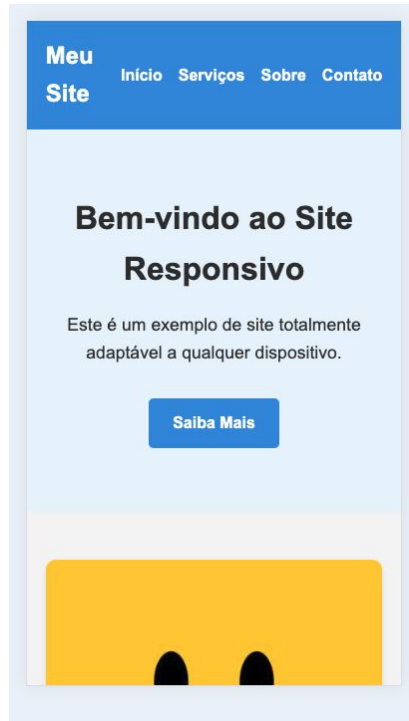 Meu
Site
Início Serviços Sobre Contato
Bem-vindo ao Site
Responsivo
Este é um exemplo de site totalmente
adaptável a qualquer dispositivo.
Saiba Mais